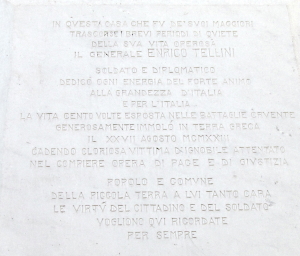 IN QUESTA CASA CHE FU DEI SUOI MAGGIORI
TRASCORSE I BREVI PERIODI DI QUIETE
DELLA SUA VITA OPEROSA
IL GENERALE ENRICO TELLINI
SOLDATO E DIPLOMATICO
DEDICÒ OGNI ENERGIA DEL FORTE ANIMO
ALLA GRANDEZZA D'ITALIA
E PER L'ITALIA
LA VITA CENTO VOLTE ESPOSTA NELLE BATTAGLIE CRUENTE
GENEROSAMENTE IMMOLÒ IN TERRA GRECA
IL XXVII AGOSTO MCMXXIII
CADENDO GLORIOSA VITTIMA D'IGNOBILE ATTENTATO
NEL COMPIERE OPERA DI PACE E DI GIUSTIZIA
POPOLO E COMUNE
DELLA PICCOLA TERRA A LUI TANTO CARA
LE VIRTÙ DEL CITTADINO E DEL SOLDATO
VOGLIONO QUI RICORDATE
PER SEMPRE